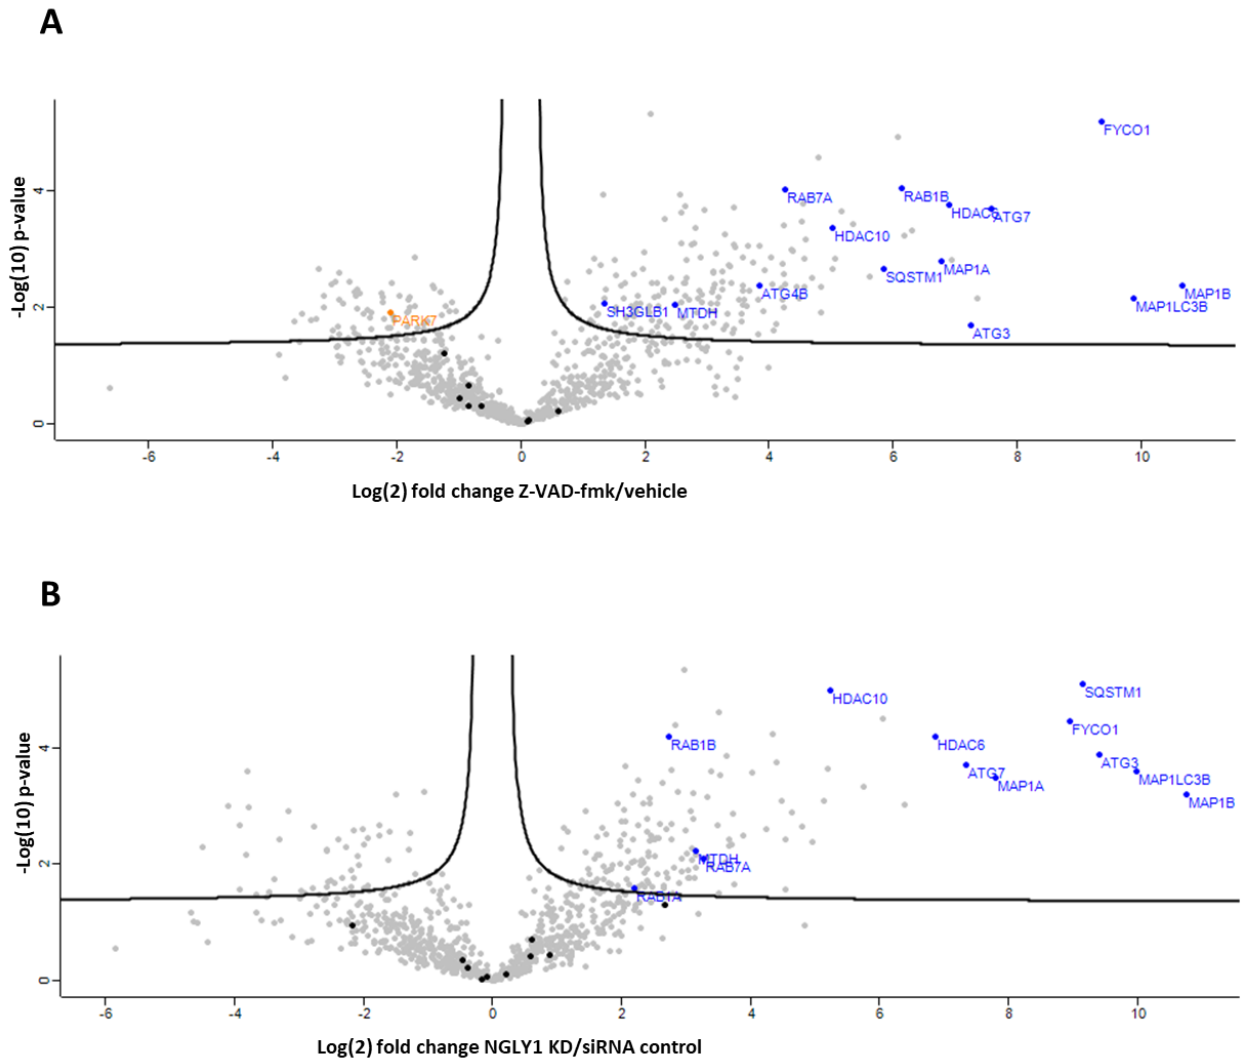 A
-Log(10) p-value
4
2
0
FYCO1
RAB7A
RAB1B
HDAC6
ATG7
HDAC10
SQSTM1
MAP1A
ATG4B
MAP1B
MAP1LC3B
SH3GLB1
MTDH
PARK7
ATG3
-6 -4 -2 0 2 4 6 8 10
Log(2) fold change Z-VAD-fmk/vehicle
B
-Log(10) p-value
4
2
0
SQSTM1
HDAC10
FYCO1
RAB1B
HDAC6
ATG3
ATG7
MAP1LC3B
MAP1A
MAP1B
MTDH
RAB7A
RAB1A
-6 -4 -2 0 2 4 6 8 10
Log(2) fold change NGLY1 KD/siRNA control